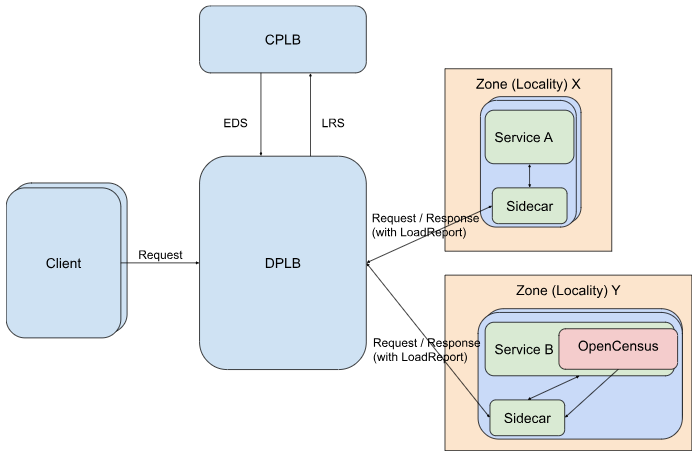 CPLB
EDS
LRS
Zone (Locality) X
Service A
Sidecar
Request / Response
(with LoadReport)
Client
Request
DPLB
Zone (Locality) Y
Service B
OpenCensus
Request / Response
(with LoadReport)
Sidecar